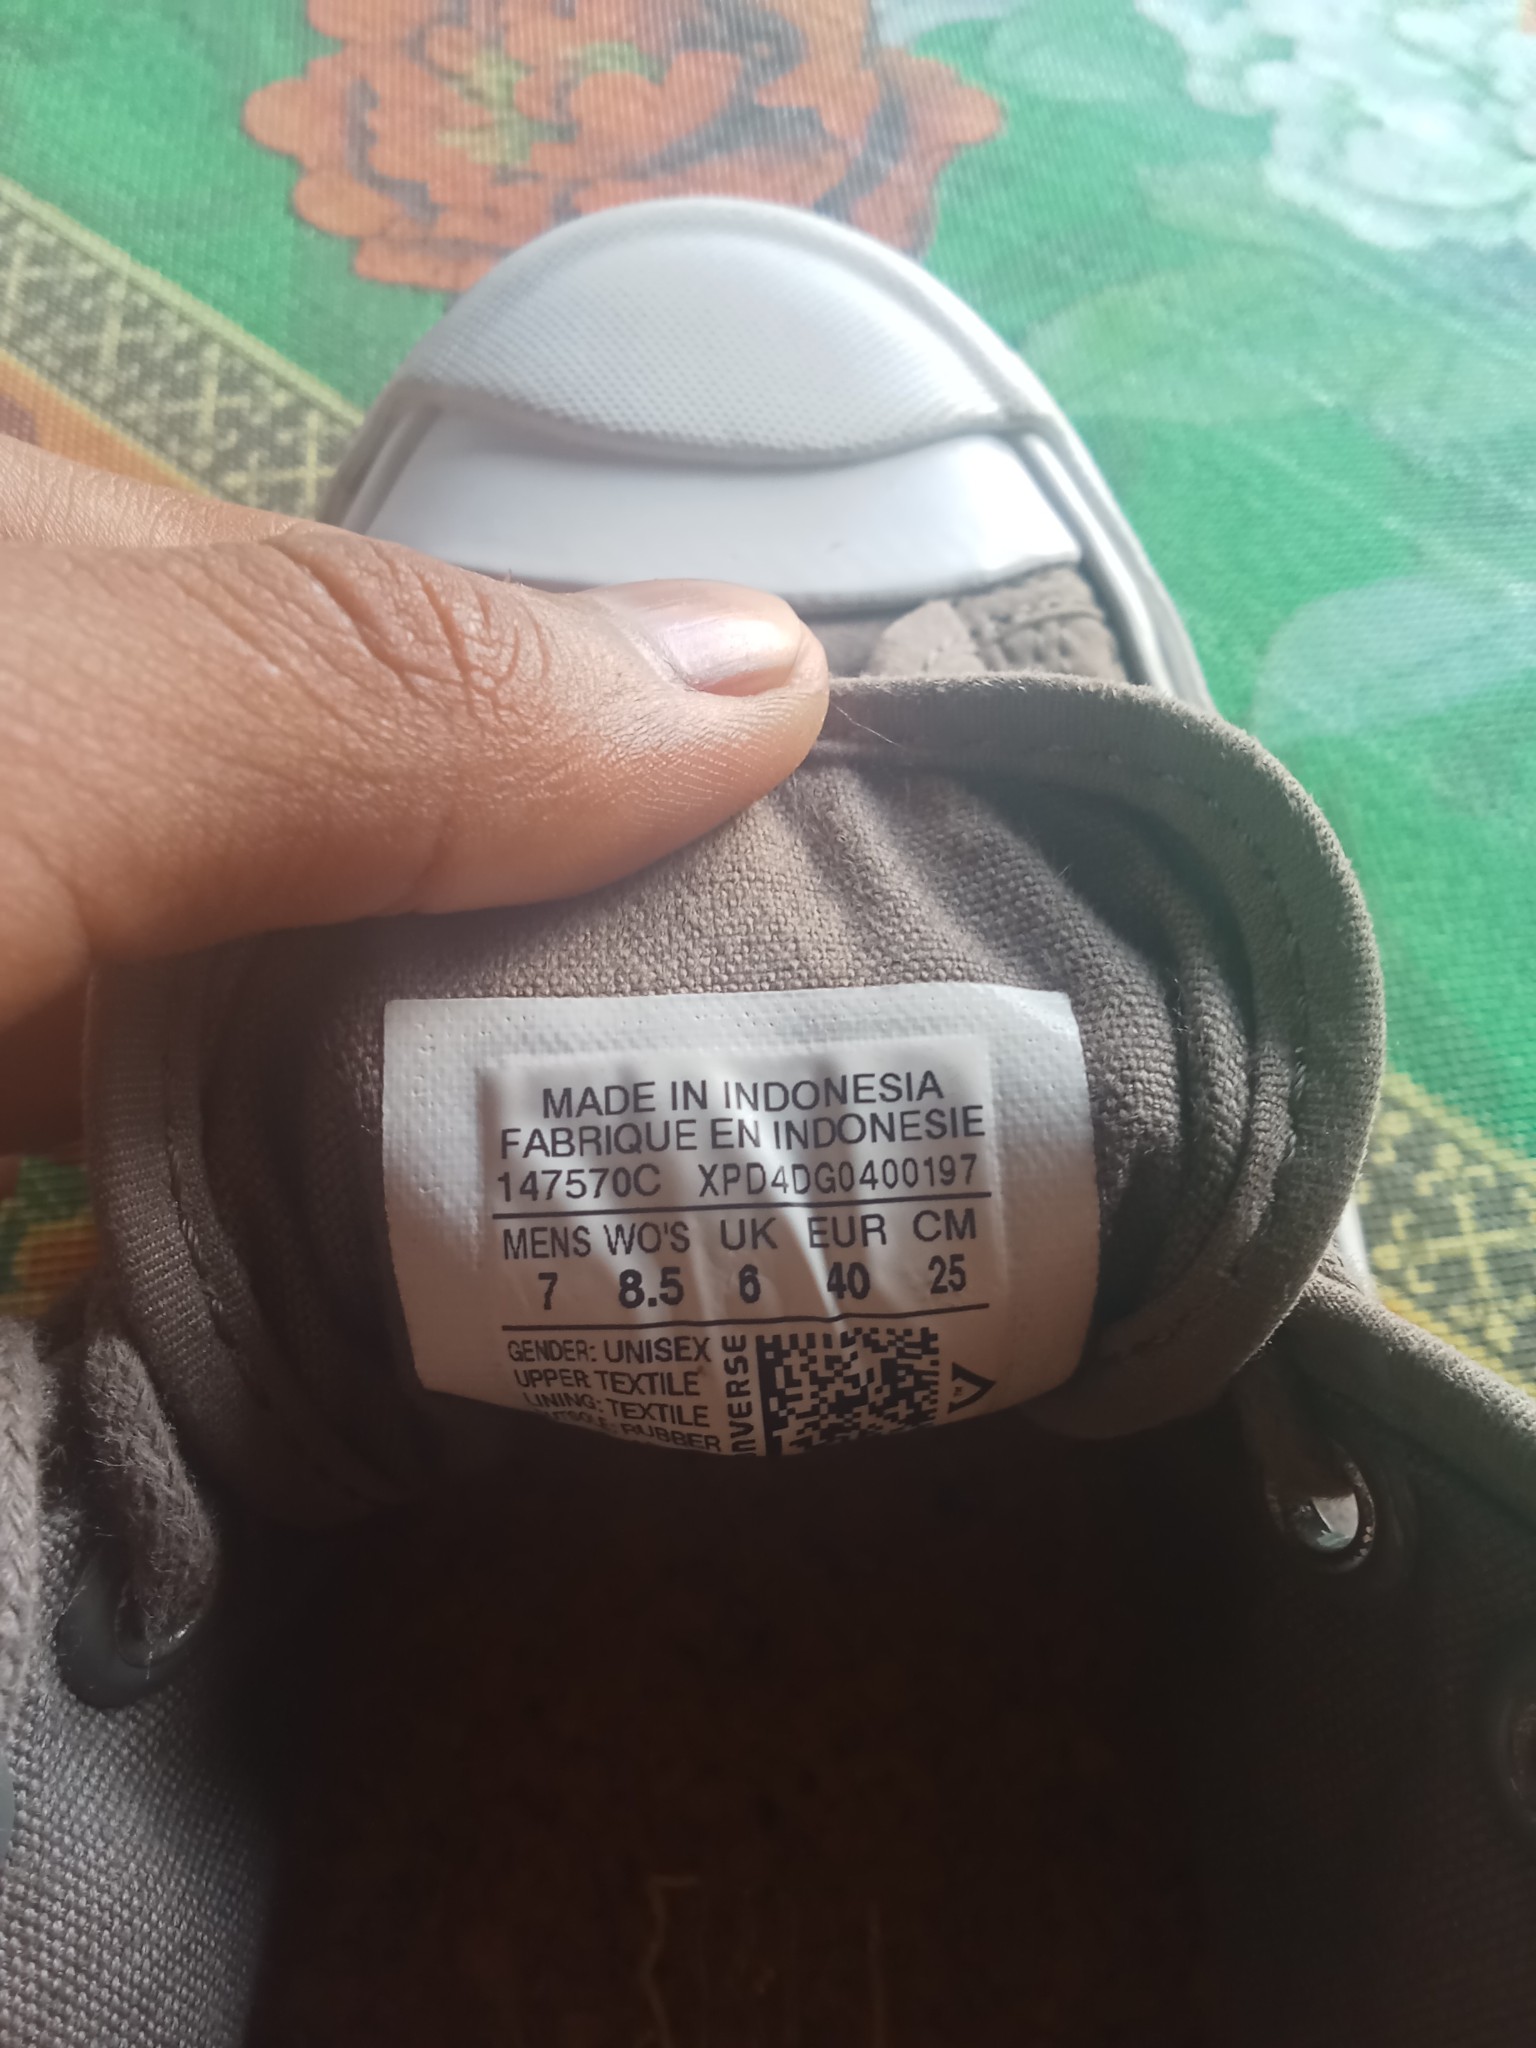 MADE IN INDONESIA
FABRIQUE EN INDONESIE
147570C XPD4DG0400197
MENS WO'S UK EUR CM
7 8.5 6 40 25
GENDER: UNISEX
UPPER TEXTILE
LINING: TEXTILE
RUBBER